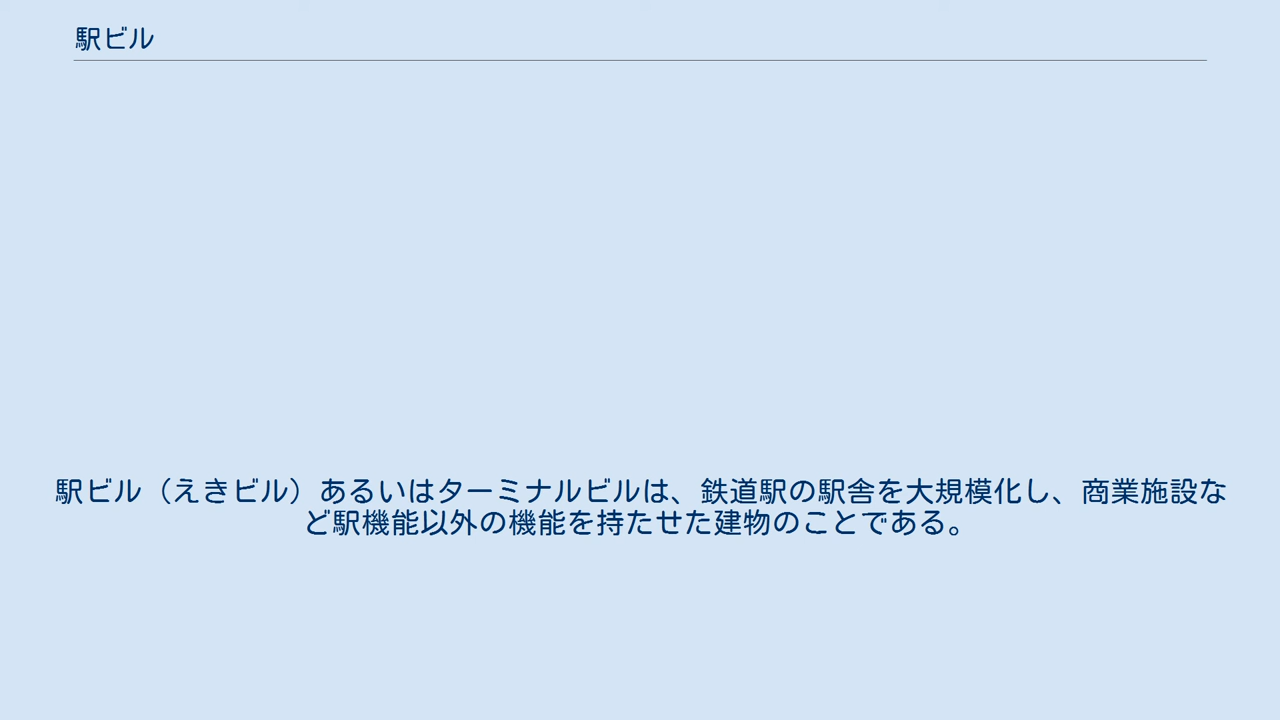 駅ビル
駅ビル（えきビル）あるいはターミナルビルは、鉄道駅の駅舎を大規模化し、商業施設な
ど駅機能以外の機能を持たせた建物のことである。